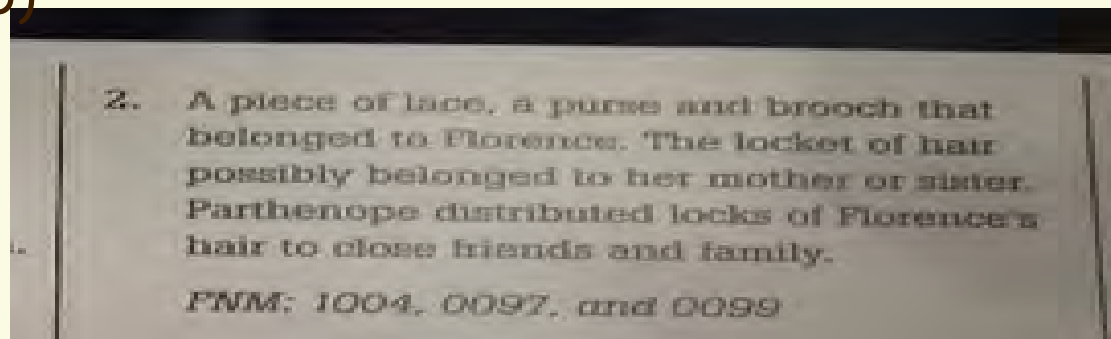 2. A piece of lace, a purse and brooch that
belonged to Florence. The locket of hair
possibly belonged to her mother or sister.
Parthenope distributed locks of Florence's
hair to close friends and family.
FNM: 1004, 0097, and 0099